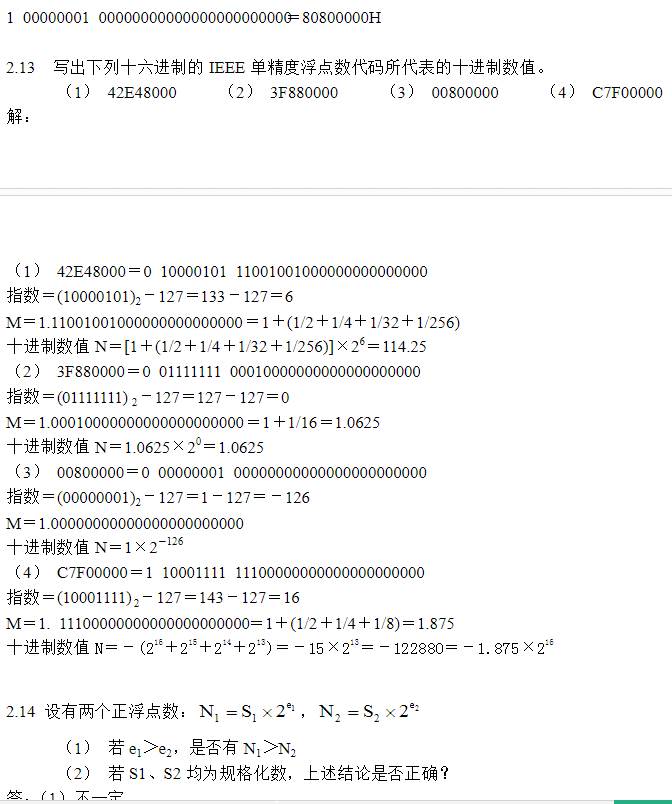 1 00000001 00000000000000000000000=80800000H
2.13 写出下列十六进制的 IEEE 单精度浮点数代码所代表的十进制数值。
（1） 42E48000 （2） 3F880000 （3） 00800000 （4） C7F00000
解：
（1） 42E48000＝0 10000101 11001001000000000000000
指数＝(10000101)₂－127＝133－127＝6
M＝1.11001001000000000000000＝1＋(1/2＋1/4＋1/32＋1/256)
十进制数值 N＝[1＋(1/2＋1/4＋1/32＋1/256)]×2⁶＝114.25
（2） 3F880000＝0 01111111 00010000000000000000000
指数＝(01111111) ₂－127＝127－127＝0
M＝1.00010000000000000000000＝1＋1/16＝1.0625
十进制数值 N＝1.0625×2⁰＝1.0625
（3） 00800000＝0 00000001 00000000000000000000000
指数＝(00000001)₂－127＝1－127＝－126
M＝1.00000000000000000000000
十进制数值 N＝1×2⁻¹²⁶
（4） C7F00000＝1 10001111 11100000000000000000000
指数＝(10001111)₂－127＝143－127＝16
M＝1. 11100000000000000000000＝1＋(1/2＋1/4＋1/8)＝1.875
十进制数值 N＝－(2¹⁶＋2¹⁵＋2¹⁴＋2¹³)＝－15×2¹³＝－122880＝－1.875×2¹⁶
2.14 设有两个正浮点数：N₁ = S₁ × 2^e₁，N₂ = S₂ × 2^e₂
（1） 若 e₁＞e₂，是否有 N₁＞N₂
（2） 若 S1、S2 均为规格化数，上述结论是否正确？
答：（1）不一定